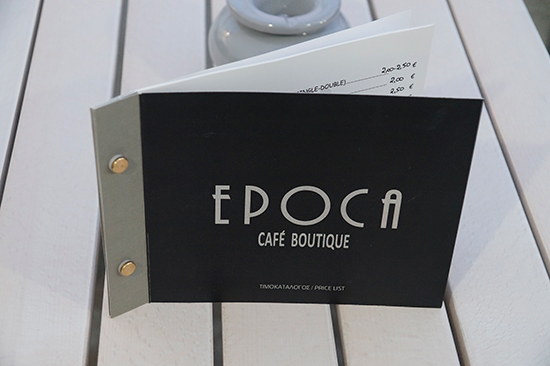 2,00-2,50 €
(SINGLE-DOUBLE) 2,00 €
2,50 €
EPOCA
CAFÉ BOUTIQUE
ΤΙΜΟΚΑΤΑΛΟΓΟΣ / PRICE LIST